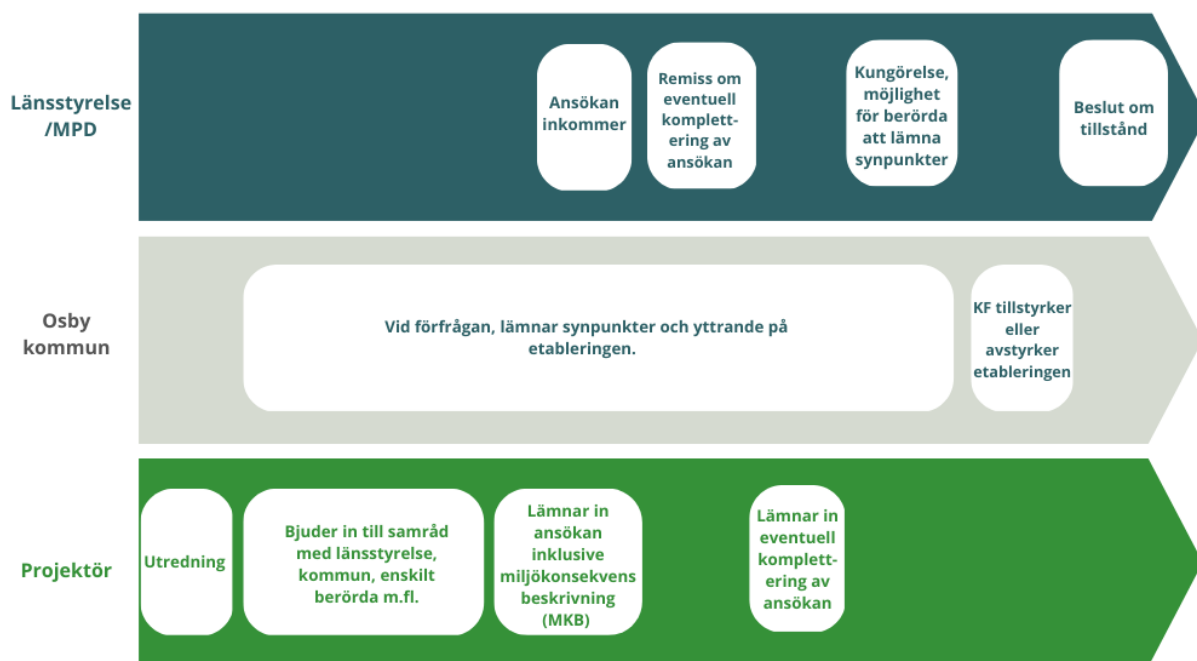 Länsstyrelse
/MPD
Ansökan
inkommer
Remiss om
eventuell
komplett-
ering av
ansökan
Kungörelse,
möjlighet
för berörda
att lämna
synpunkter
Beslut om
tillstånd
Osby
kommun
Vid förfrågan, lämnar synpunkter och yttrande på
etableringen.
KF tillstyrker
eller
avstyrker
etableringen
Projektör
Utredning
Bjuder in till samråd
med länsstyrelse,
kommun, enskilt
berörda m.fl.
Lämnar in
ansökan
inklusive
miljökonsekvens
beskrivning
(MKB)
Lämnar in
eventuell
komplett-
ering av
ansökan